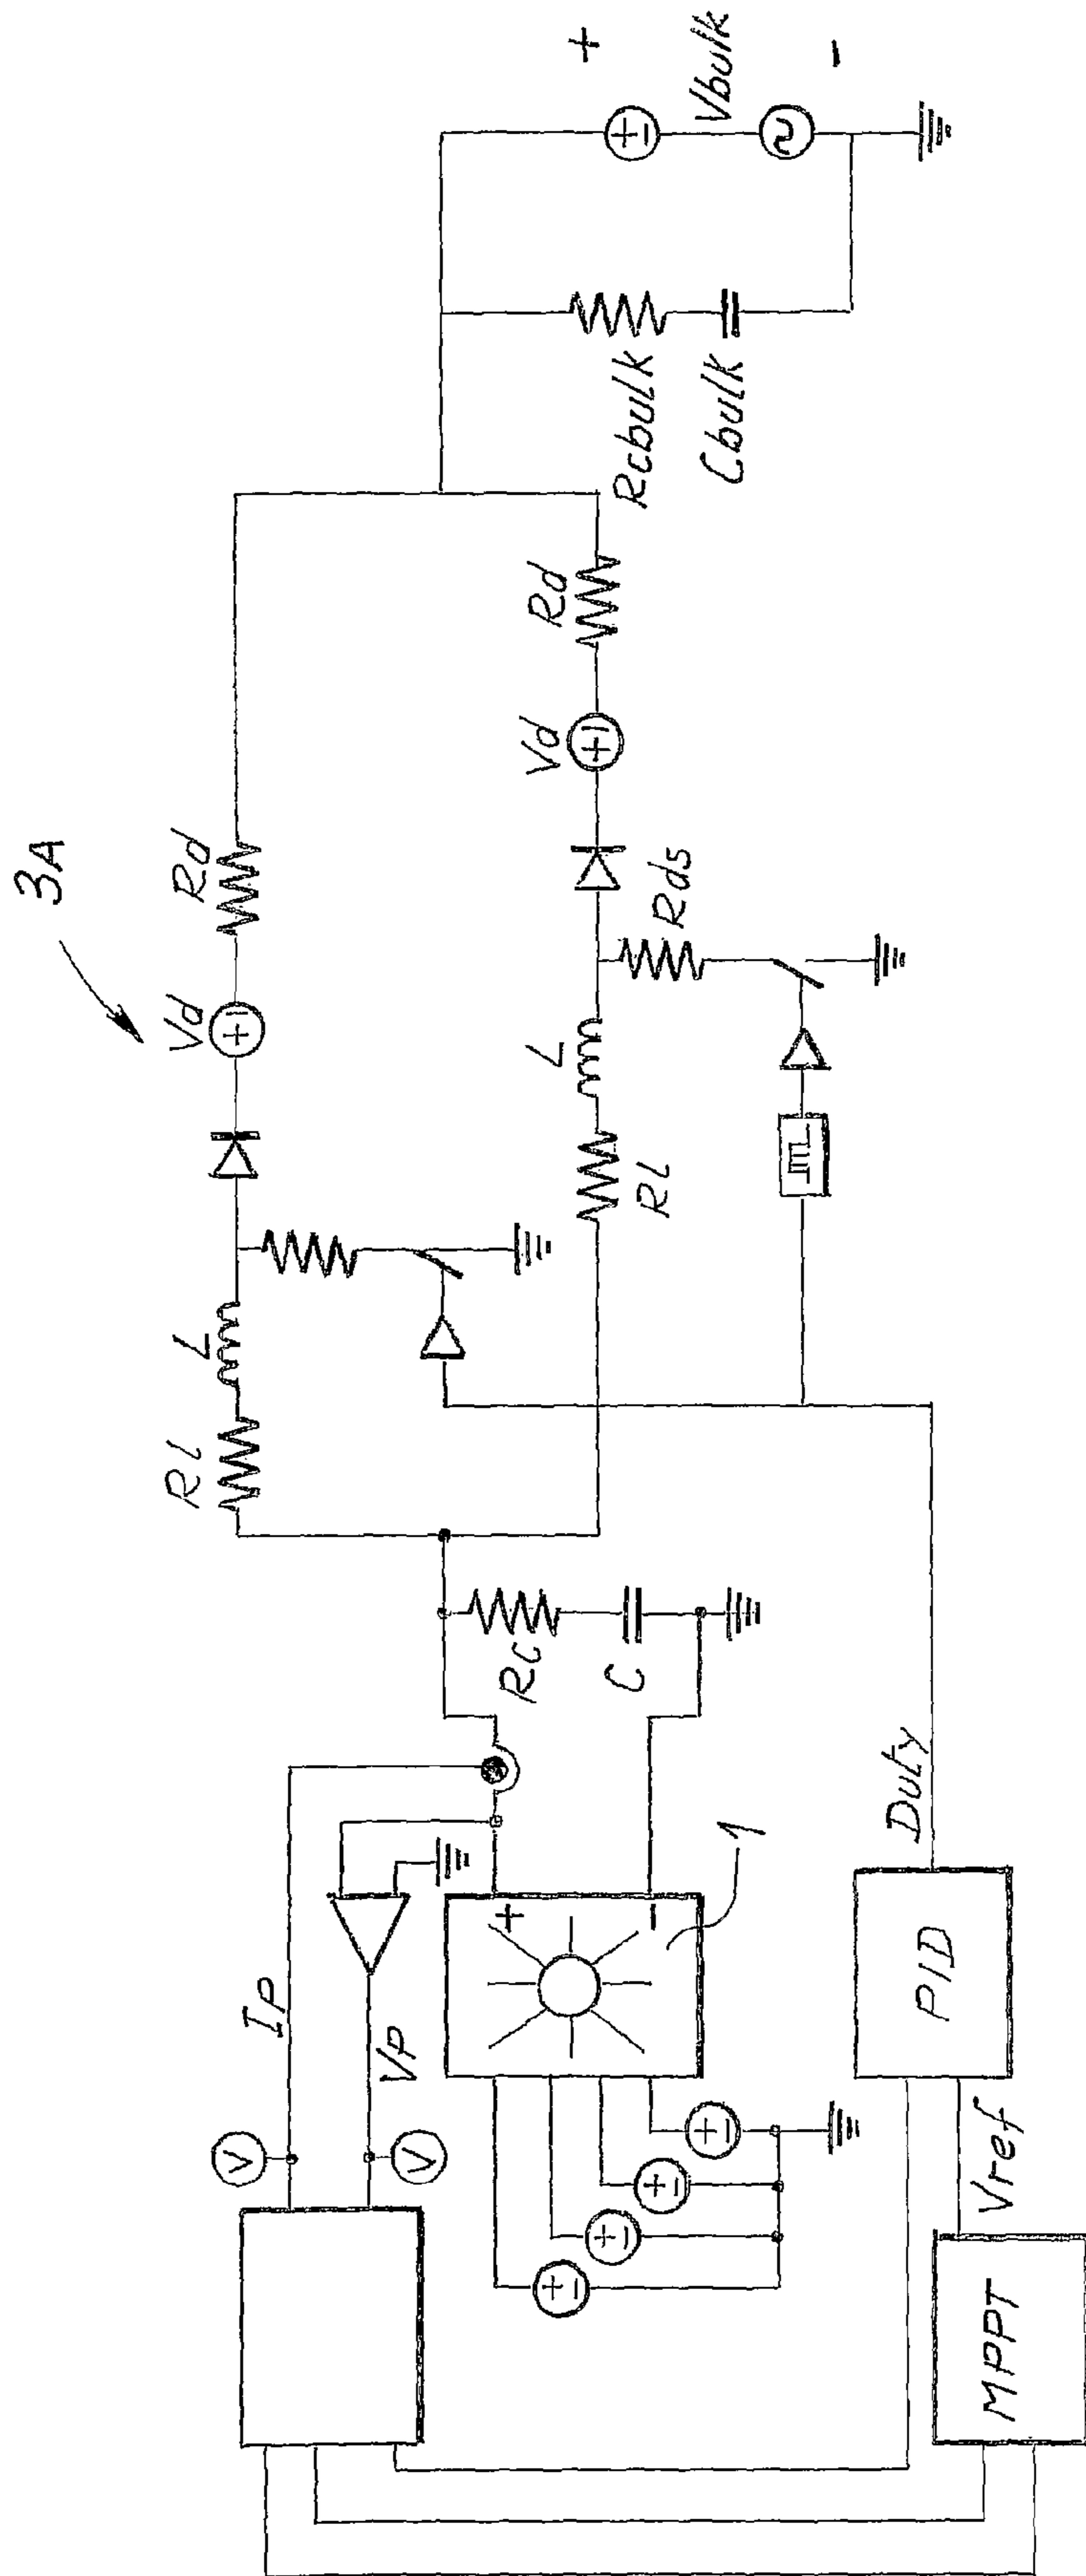 3A
Rl
L
Vd
Rd
Rl
L
Rds
Vd
Rd
Rcbulk
Cbulk
+
Vbulk
-
Ip
Vp
V
V
Rc
C
+
-
1
Duty
PID
Vref
MPPT